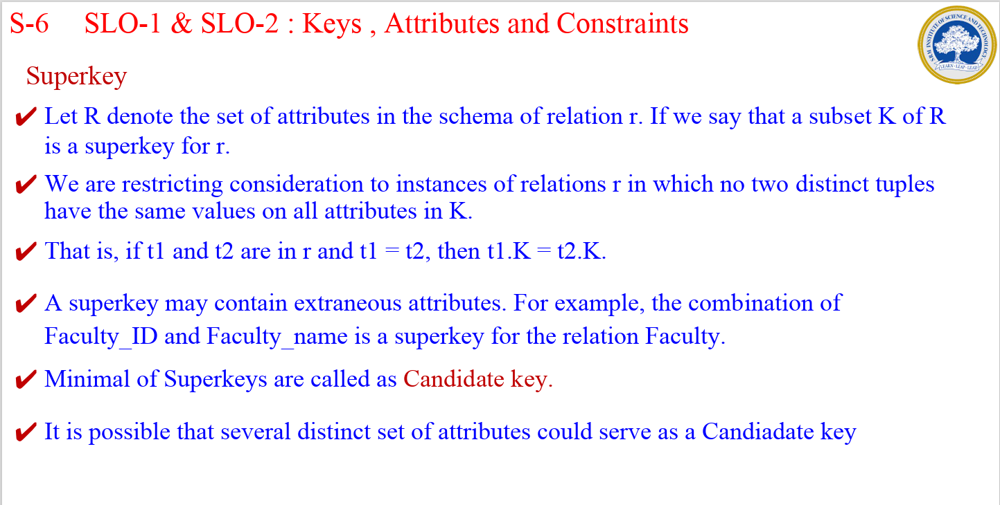 S-6 SLO-1 & SLO-2 : Keys , Attributes and Constraints
SRM INSTITUTE OF SCIENCE AND TECHNOLOGY
LEARN - LEAP - LEAD
Superkey
✔ Let R denote the set of attributes in the schema of relation r. If we say that a subset K of R
is a superkey for r.
✔ We are restricting consideration to instances of relations r in which no two distinct tuples
have the same values on all attributes in K.
✔ That is, if t1 and t2 are in r and t1 = t2, then t1.K = t2.K.
✔ A superkey may contain extraneous attributes. For example, the combination of
Faculty_ID and Faculty_name is a superkey for the relation Faculty.
✔ Minimal of Superkeys are called as Candidate key.
✔ It is possible that several distinct set of attributes could serve as a Candiadate key